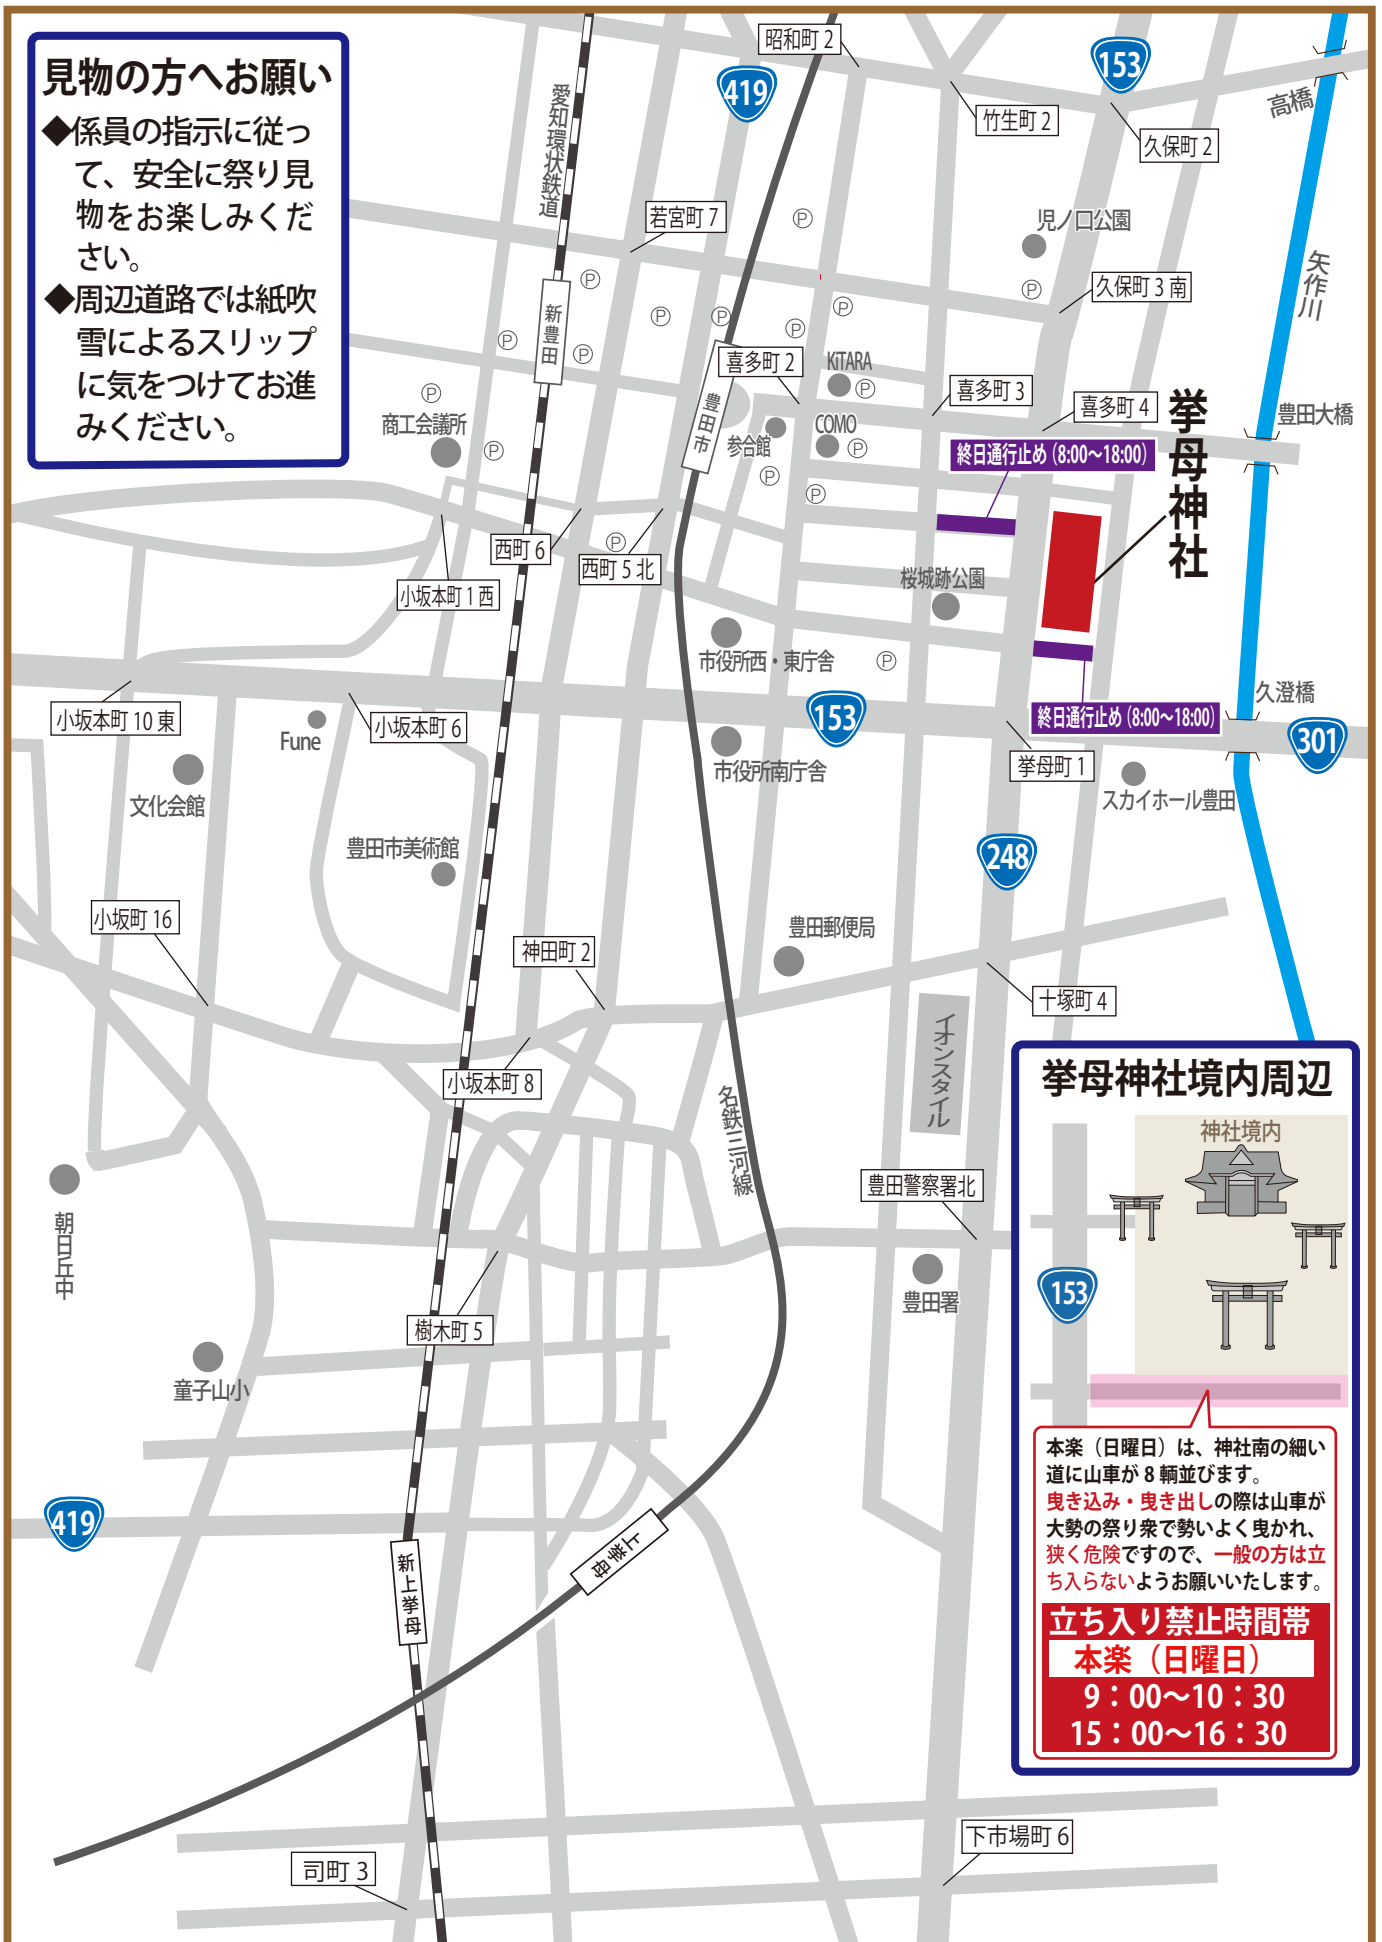 見物の方へお願い
◆係員の指示に従っ
て、安全に祭り見
物をお楽しみくだ
さい。
◆周辺道路では紙吹
雪によるスリップ
に気をつけてお進
みください。
昭和町 2
419
153
竹生町 2
久保町 2
高橋
愛知環状鉄道
若宮町 7
Ⓟ
児ノ口公園
矢作川
久保町 3 南
Ⓟ
Ⓟ
新豊田
Ⓟ
Ⓟ
Ⓟ
Ⓟ
Ⓟ
Ⓟ
喜多町 2
KiTARA
喜多町 3
喜多町 4
挙母神社
豊田大橋
Ⓟ
Ⓟ
商工会議所
豊田市
参合館
COMO
Ⓟ
Ⓟ
終日通行止め (8:00～18:00)
Ⓟ
Ⓟ
西町 6
Ⓟ
西町 5 北
小坂本町 1 西
桜城跡公園
市役所西・東庁舎
Ⓟ
久澄橋
小坂本町 10 東
Fune
小坂本町 6
153
終日通行止め (8:00～18:00)
301
市役所南庁舎
挙母町 1
スカイホール豊田
文化会館
豊田市美術館
248
小坂町 16
神田町 2
豊田郵便局
十塚町 4
イオンスタイル
小坂本町 8
名鉄三河線
豊田警察署北
朝日丘中
豊田署
樹木町 5
童子山小
419
上挙母
新上挙母
司町 3
下市場町 6
挙母神社境内周辺
神社境内
153
本楽（日曜日）は、神社南の細い
道に山車が 8 輌並びます。
曳き込み・曳き出しの際は山車が
大勢の祭り衆で勢いよく曳かれ、
狭く危険ですので、一般の方は立
ち入らないようお願いいたします。
立ち入り禁止時間帯
本楽（日曜日）
9：00～10：30
15：00～16：30